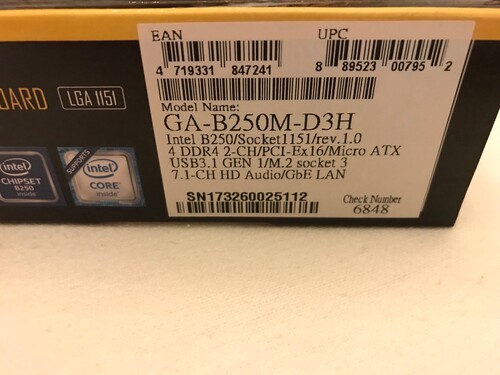 EAN UPC
4 719331 847241 8 89523 00795 2
Model Name:
GA-B250M-D3H
Intel B250/Socket1151/rev.1.0
4 DDR4 2-CH/PCI-Ex16/Micro ATX
USB3.1 GEN 1/M.2 socket 3
7.1-CH HD Audio/GbE LAN
SN173260025112
Check Number
6848
OARD LGA 1151
intel
CHIPSET
B250
inside
SUPPORTS
intel
CORE
inside